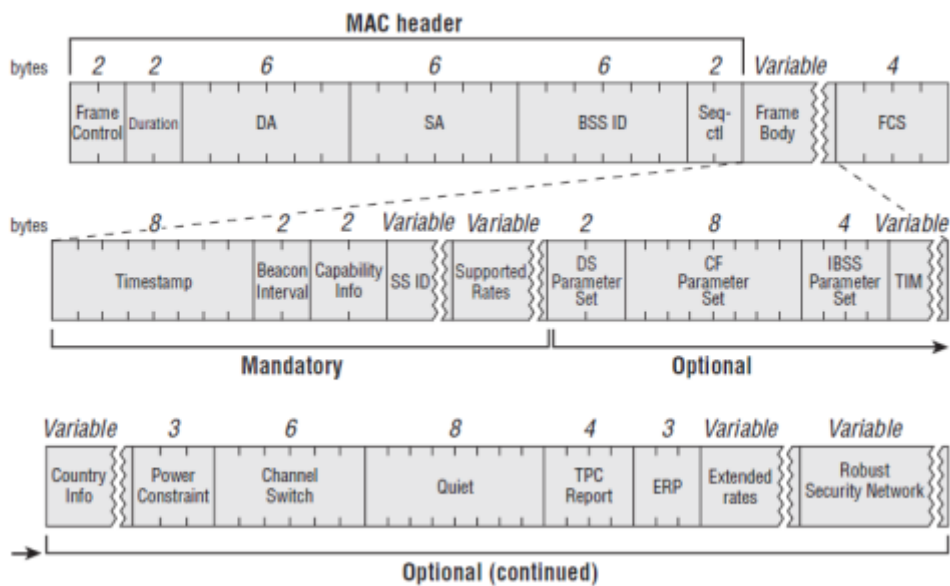 MAC header
bytes 2 2 6 6 6 2 Variable 4
Frame Control Duration DA SA BSS ID Seq-ctl Frame Body FCS
bytes 8 2 2 Variable Variable 2 8 4 Variable
Timestamp Beacon Interval Capability Info SS ID Supported Rates DS Parameter Set CF Parameter Set IBSS Parameter Set TIM
Mandatory Optional
Variable 3 6 8 4 3 Variable Variable
Country Info Power Constraint Channel Switch Quiet TPC Report ERP Extended rates Robust Security Network
Optional (continued)